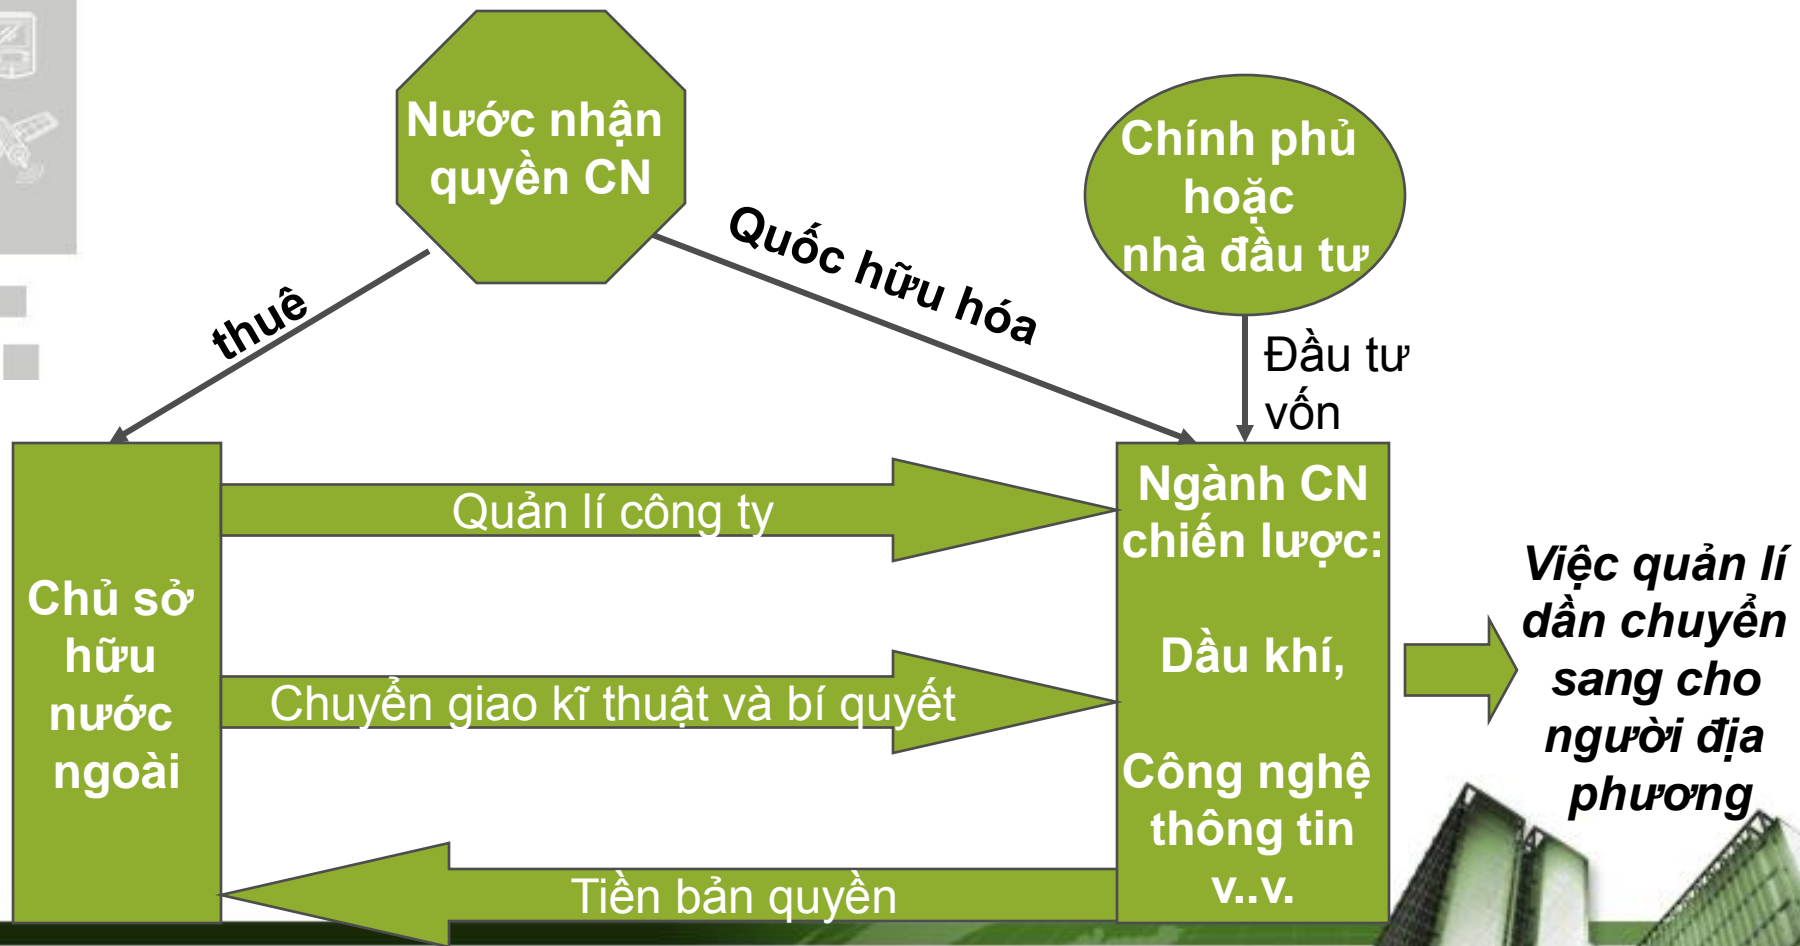 Nước nhận
quyền CN
Chính phủ
hoặc
nhà đầu tư
thuê
Quốc hữu hóa
Đầu tư
vốn
Chủ sở
hữu
nước
ngoài
Quản lí công ty
Chuyển giao kĩ thuật và bí quyết
Tiền bản quyền
Ngành CN
chiến lược:
Dầu khí,
Công nghệ
thông tin
v..v.
Việc quản lí
dần chuyển
sang cho
người địa
phương